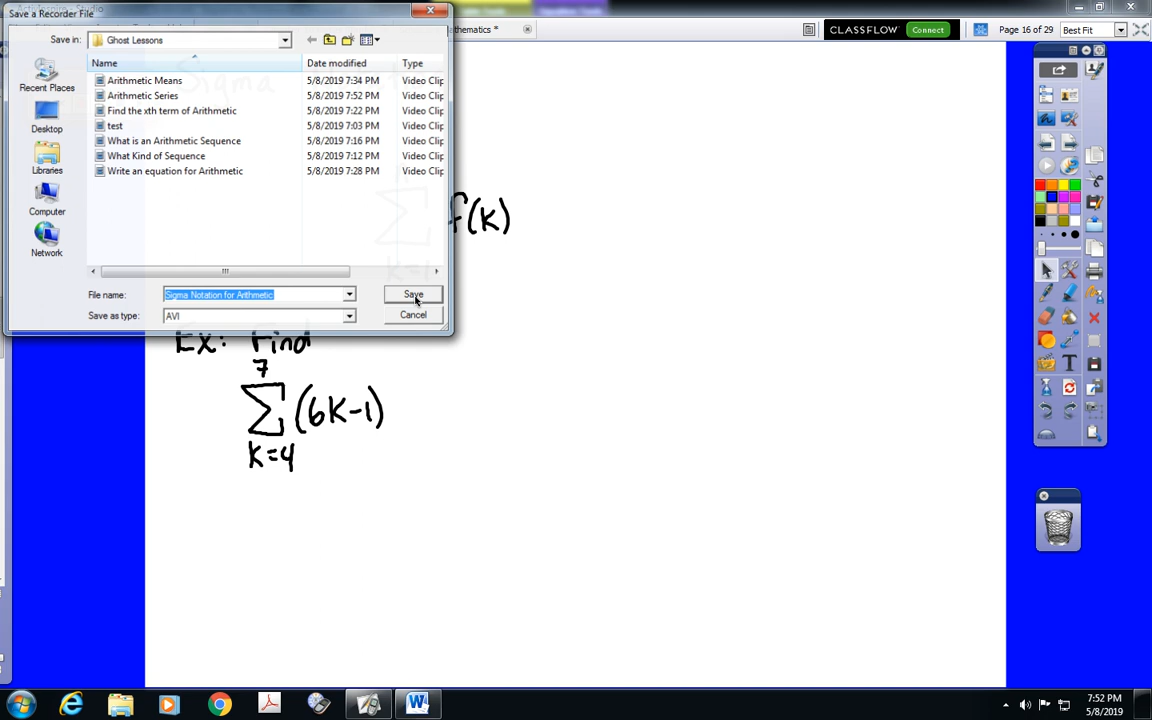 Save a Recorder File
Save in: Ghost Lessons
Name Date modified Type
Arithmetic Means 5/8/2019 7:34 PM Video Clip
Arithmetic Series 5/8/2019 7:52 PM Video Clip
Find the xth term of Arithmetic 5/8/2019 7:22 PM Video Clip
test 5/8/2019 7:03 PM Video Clip
What is an Arithmetic Sequence 5/8/2019 7:16 PM Video Clip
What Kind of Sequence 5/8/2019 7:12 PM Video Clip
Write an equation for Arithmetic 5/8/2019 7:28 PM Video Clip
Recent Places
Desktop
Libraries
Computer
Network
File name: Sigma Notation for Arithmetic Save
Save as type: AVI Cancel
thematics *
CLASSFLOW Connect Page 16 of 29 Best Fit
Sigma
Σ f(k)
k=1
Ex: Find
7
Σ (6k-1)
k=4
7:52 PM
5/8/2019